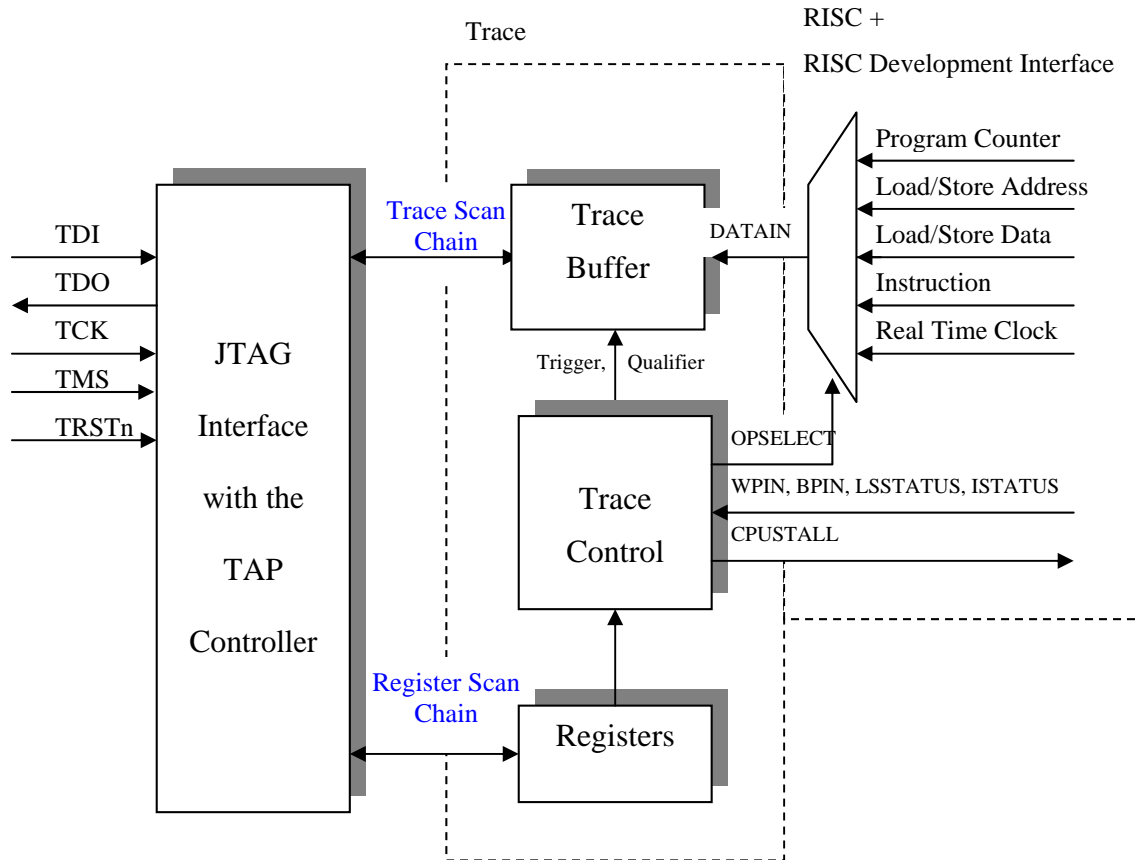 RISC +
RISC Development Interface
Trace
Program Counter
Load/Store Address
Load/Store Data
Instruction
Real Time Clock
Trace Scan
Chain
Trace
Buffer
DATAIN
TDI
TDO
TCK
TMS
TRSTn
JTAG
Interface
with the
TAP
Controller
Trigger, Qualifier
OPSELECT
WPIN, BPIN, LSSTATUS, ISTATUS
CPUSTALL
Trace
Control
Register Scan
Chain
Registers